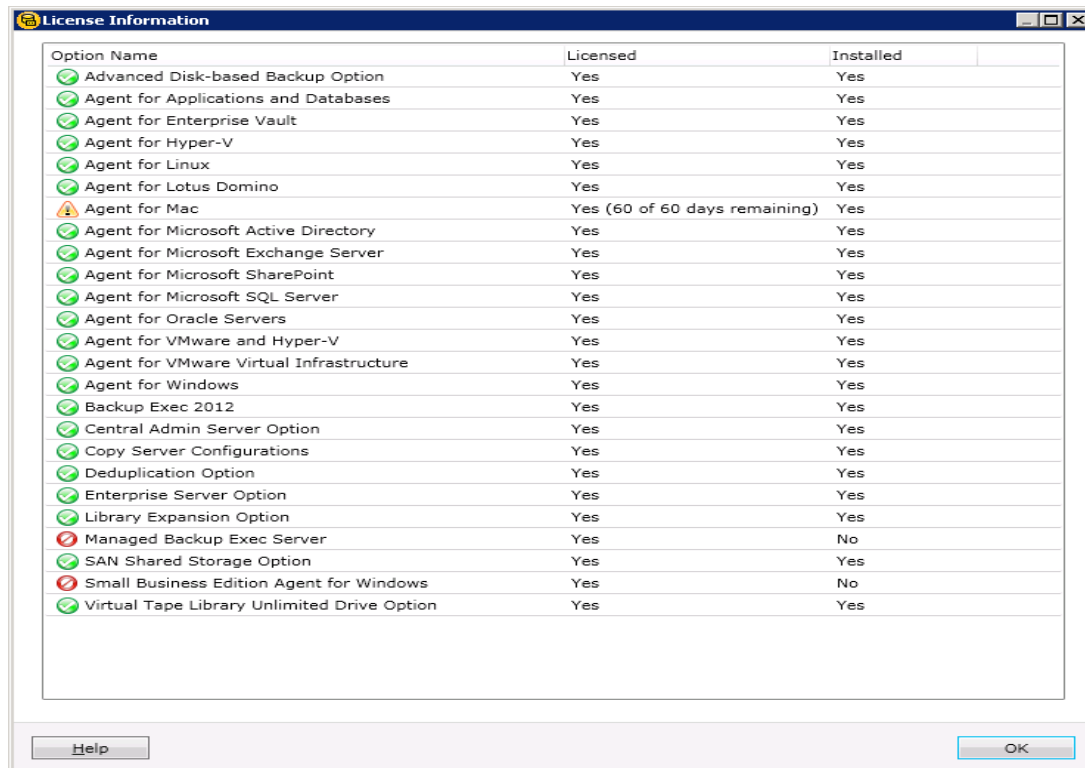 License Information
Option Name Licensed Installed
Advanced Disk-based Backup Option Yes Yes
Agent for Applications and Databases Yes Yes
Agent for Enterprise Vault Yes Yes
Agent for Hyper-V Yes Yes
Agent for Linux Yes Yes
Agent for Lotus Domino Yes Yes
Agent for Mac Yes (60 of 60 days remaining) Yes
Agent for Microsoft Active Directory Yes Yes
Agent for Microsoft Exchange Server Yes Yes
Agent for Microsoft SharePoint Yes Yes
Agent for Microsoft SQL Server Yes Yes
Agent for Oracle Servers Yes Yes
Agent for VMware and Hyper-V Yes Yes
Agent for VMware Virtual Infrastructure Yes Yes
Agent for Windows Yes Yes
Backup Exec 2012 Yes Yes
Central Admin Server Option Yes Yes
Copy Server Configurations Yes Yes
Deduplication Option Yes Yes
Enterprise Server Option Yes Yes
Library Expansion Option Yes Yes
Managed Backup Exec Server Yes No
SAN Shared Storage Option Yes Yes
Small Business Edition Agent for Windows Yes No
Virtual Tape Library Unlimited Drive Option Yes Yes
Help OK